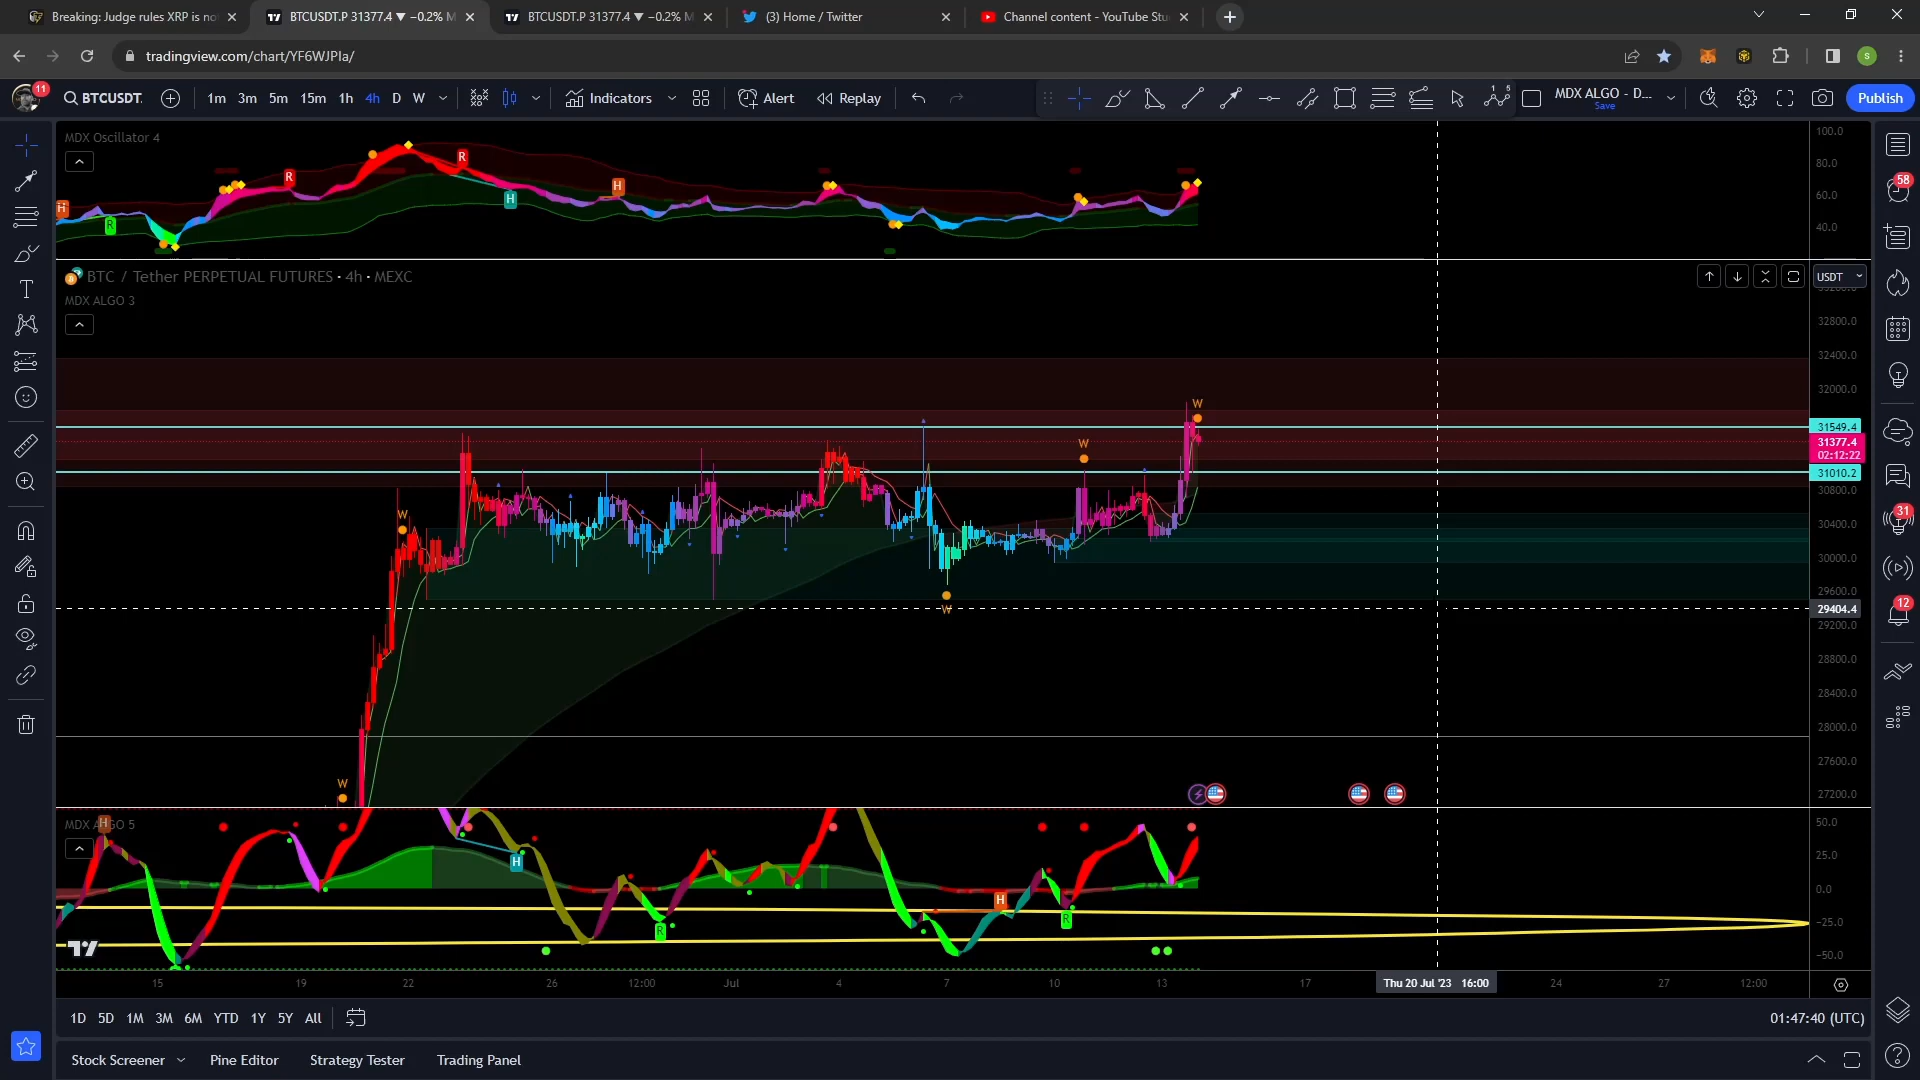 Breaking: Judge rules XRP is no
BTCUSDT.P 31377.4 ▼ −0.2% M
BTCUSDT.P 31377.4 ▼ −0.2% M
(3) Home / Twitter
Channel content - YouTube Stu
tradingview.com/chart/YF6WJPIa/
S
11
BTCUSDT.
1m 3m 5m 15m 1h 4h D W
Indicators
Alert
Replay
MDX ALGO - D...
Save
Publish
MDX Oscillator 4
100.0
80.0
60.0
40.0
H R R R H H
BTC / Tether PERPETUAL FUTURES · 4h · MEXC
USDT
MDX ALGO 3
33200.0
32800.0
32400.0
32000.0
31549.4
31377.4
02:12:22
31010.2
30800.0
30400.0
30000.0
29600.0
29404.4
29200.0
28800.0
28400.0
28000.0
27600.0
27200.0
W W W W W
58
31
12
MDX ALGO 5
H H R H R
50.0
25.0
0.0
−25.0
−50.0
15 19 22 26 12:00 Jul 4 7 10 13 17 Thu 20 Jul '23 16:00 24 27 12:00
1D 5D 1M 3M 6M YTD 1Y 5Y All
01:47:40 (UTC)
Stock Screener Pine Editor Strategy Tester Trading Panel